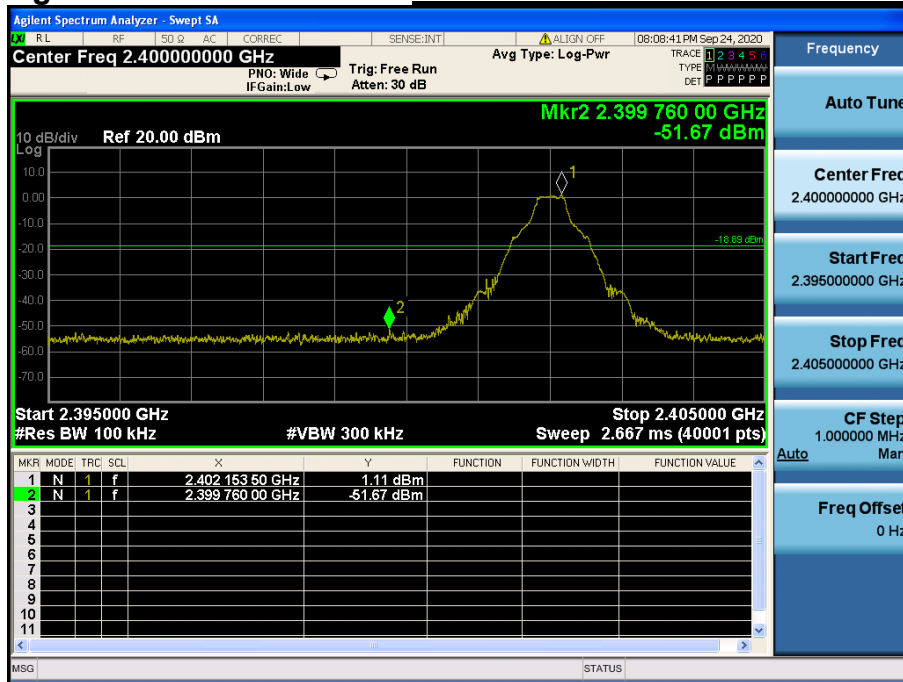 Agilent Spectrum Analyzer - Swept SA
LXI RL RF 50 Ω AC CORREC SENSE:INT ALIGN OFF 08:08:41 PM Sep 24, 2020
Center Freq 2.400000000 GHz
PNO: Wide
IFGain:Low
Trig: Free Run
Atten: 30 dB
Avg Type: Log-Pwr
TRACE 1 2 3 4 5 6
TYPE M WWWWW
DET P P P P P P
Mkr2 2.399 760 00 GHz
-51.67 dBm
10 dB/div Ref 20.00 dBm
Log
10.0
0.00
-10.0
-20.0
-30.0
-40.0
-50.0
-60.0
-70.0
1
2
-18.89 dBm
Start 2.395000 GHz Stop 2.405000 GHz
#Res BW 100 kHz #VBW 300 kHz Sweep 2.667 ms (40001 pts)
MKR MODE TRC SCL X Y FUNCTION FUNCTION WIDTH FUNCTION VALUE
1 N 1 f 2.402 153 50 GHz 1.11 dBm
2 N 1 f 2.399 760 00 GHz -51.67 dBm
3
4
5
6
7
8
9
10
11
MSG STATUS
Frequency
Auto Tune
Center Freq
2.400000000 GHz
Start Freq
2.395000000 GHz
Stop Freq
2.405000000 GHz
CF Step
1.000000 MHz
Auto Man
Freq Offset
0 Hz